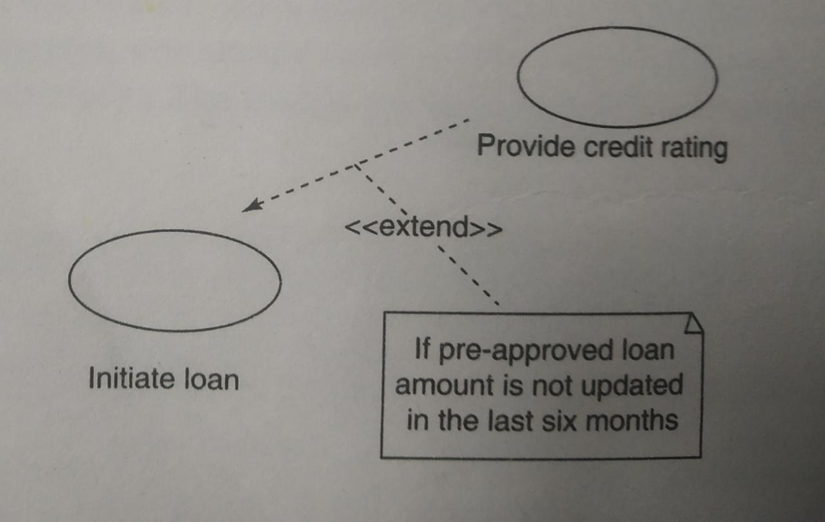 Provide credit rating
<<extend>>
Initiate loan
If pre-approved loan
amount is not updated
in the last six months